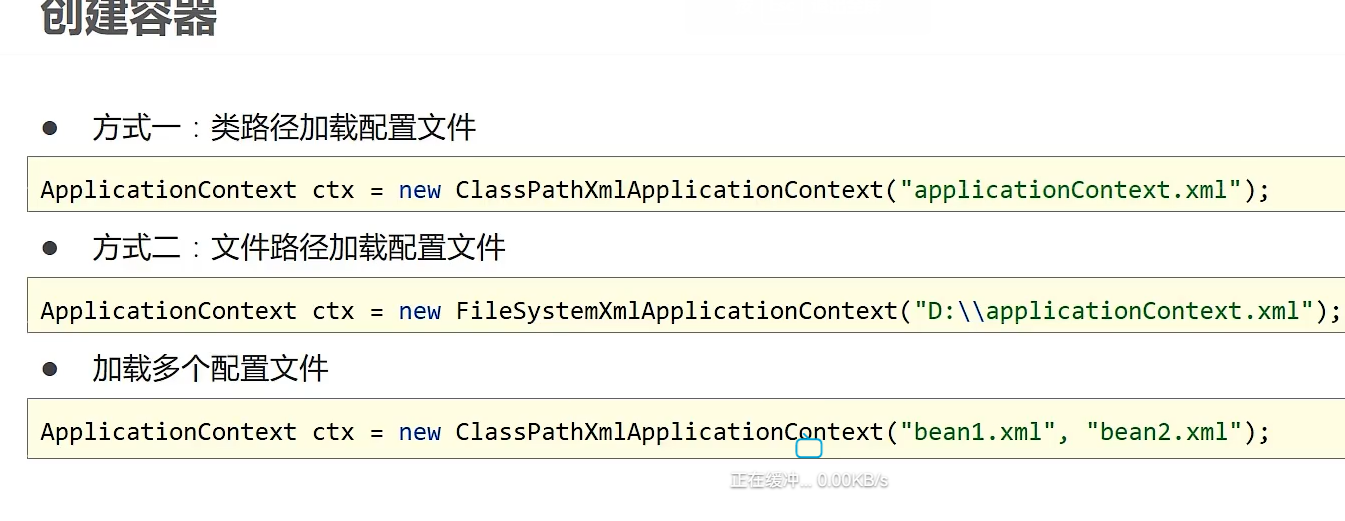 创建容器
● 方式一：类路径加载配置文件
ApplicationContext ctx = new ClassPathXmlApplicationContext("applicationContext.xml");
● 方式二：文件路径加载配置文件
ApplicationContext ctx = new FileSystemXmlApplicationContext("D:\\applicationContext.xml");
● 加载多个配置文件
ApplicationContext ctx = new ClassPathXmlApplicationContext("bean1.xml", "bean2.xml");
正在缓冲... 0.00KB/s